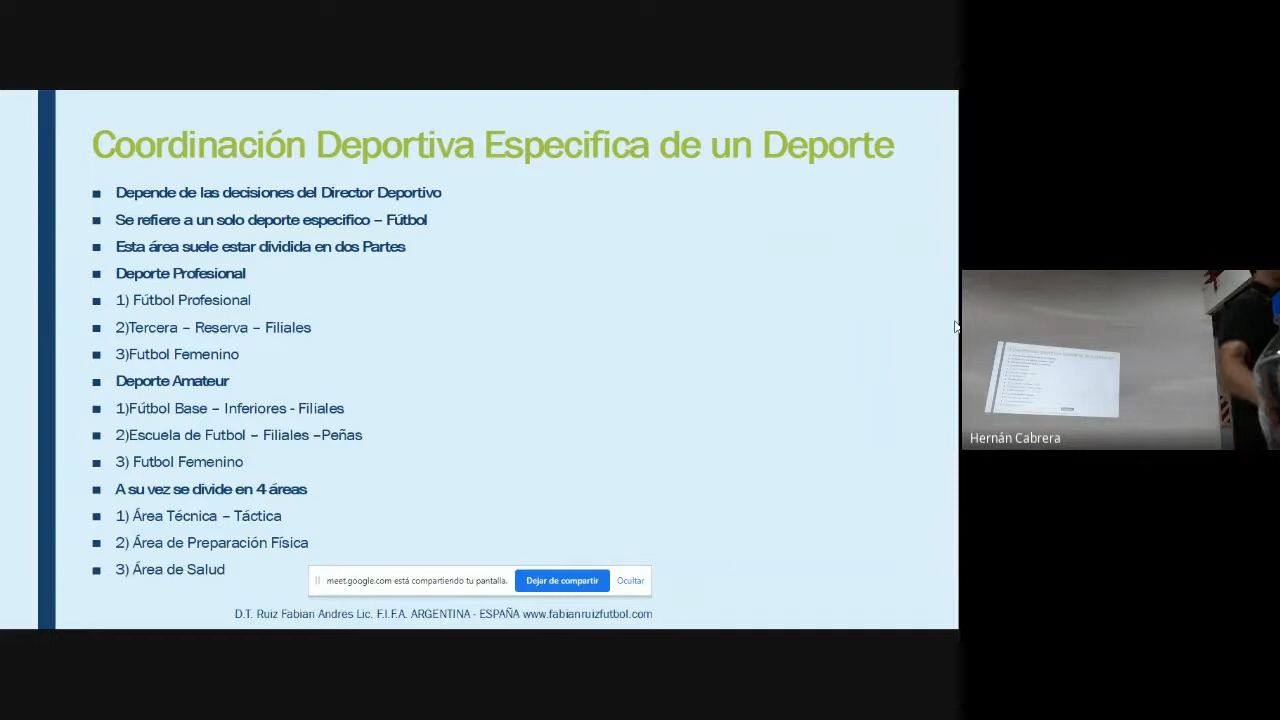 Coordinación Deportiva Especifica de un Deporte
Depende de las decisiones del Director Deportivo
Se refiere a un solo deporte especifico – Fútbol
Esta área suele estar dividida en dos Partes
Deporte Profesional
1) Fútbol Profesional
2)Tercera – Reserva – Filiales
3)Futbol Femenino
Deporte Amateur
1)Fútbol Base – Inferiores - Filiales
2)Escuela de Futbol – Filiales –Peñas
3) Futbol Femenino
A su vez se divide en 4 áreas
1) Área Técnica – Táctica
2) Área de Preparación Física
3) Área de Salud
meet.google.com está compartiendo tu pantalla.
Dejar de compartir
Ocultar
D.T. Ruiz Fabian Andres Lic. F.I.F.A. ARGENTINA - ESPAÑA www.fabianruizfutbol.com
Hernán Cabrera